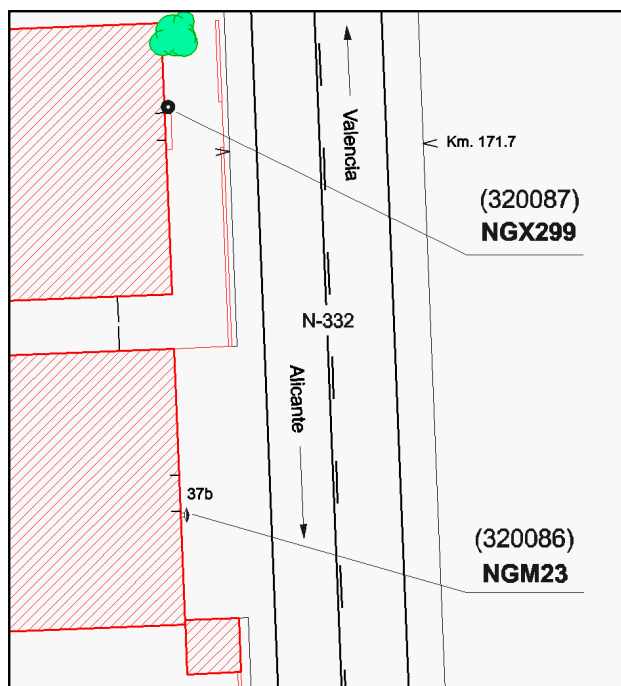 Valencia
Km. 171.7
(320087)
NGX299
N-332
Alicante
37b
(320086)
NGM23